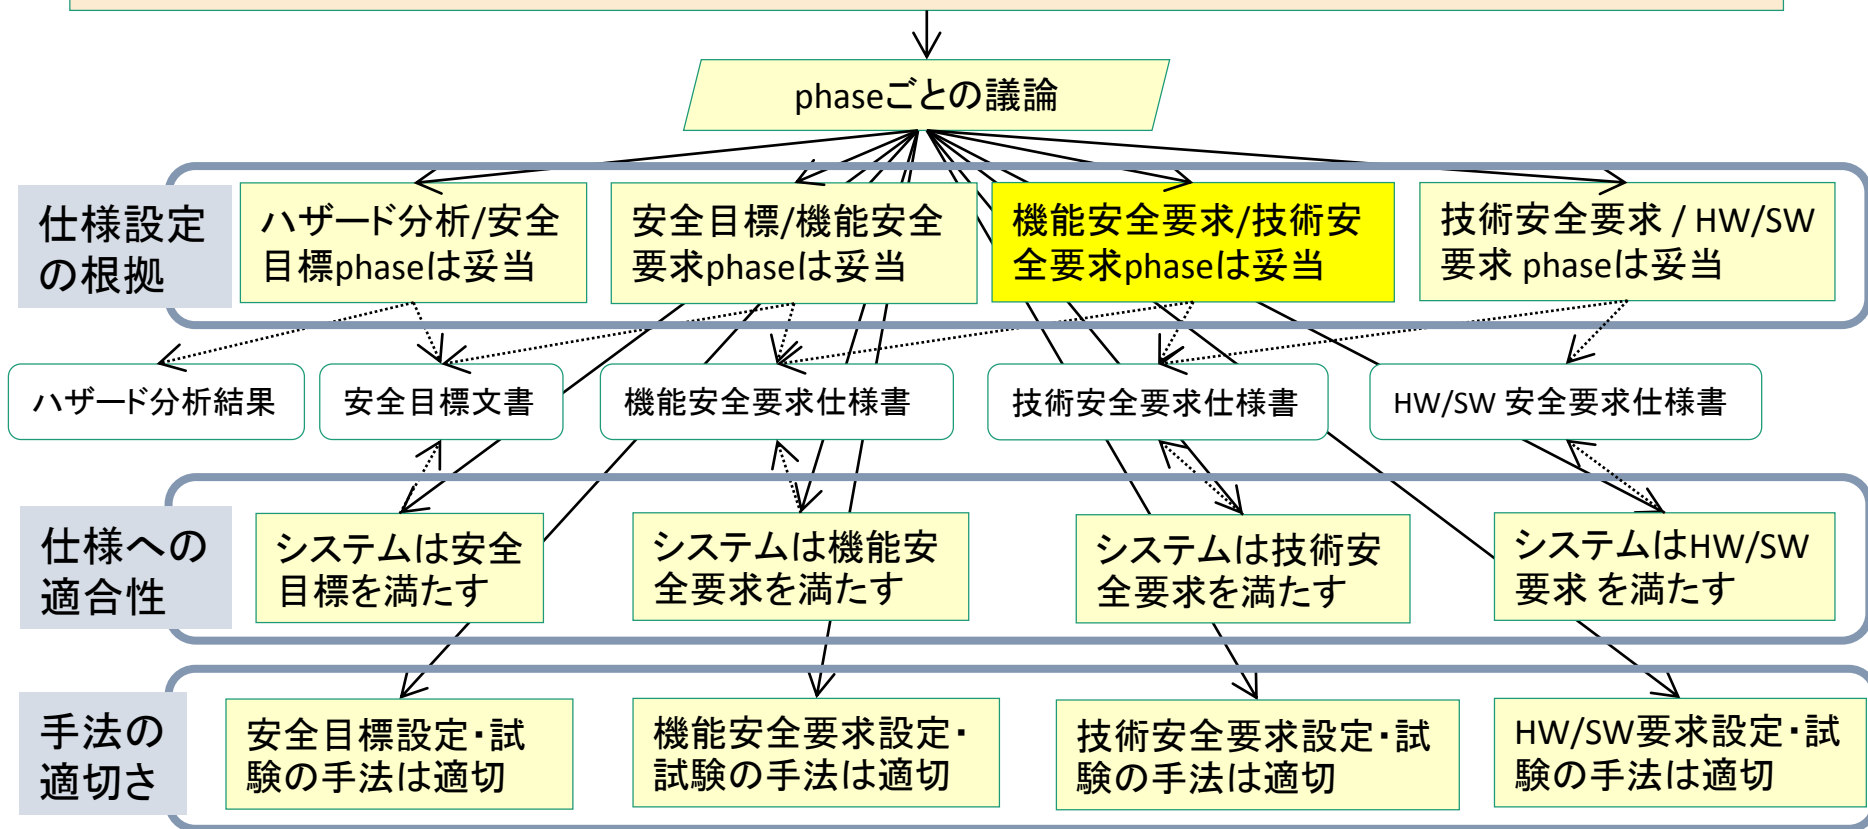 phaseごとの議論
仕様設定
の根拠
ハザード分析/安全
目標phaseは妥当
安全目標/機能安全
要求phaseは妥当
機能安全要求/技術安
全要求phaseは妥当
技術安全要求 / HW/SW
要求 phaseは妥当
ハザード分析結果
安全目標文書
機能安全要求仕様書
技術安全要求仕様書
HW/SW 安全要求仕様書
仕様への
適合性
システムは安全
目標を満たす
システムは機能安
全要求を満たす
システムは技術安
全要求を満たす
システムはHW/SW
要求 を満たす
手法の
適切さ
安全目標設定・試
験の手法は適切
機能安全要求設定・
試験の手法は適切
技術安全要求設定・試
験の手法は適切
HW/SW要求設定・試
験の手法は適切